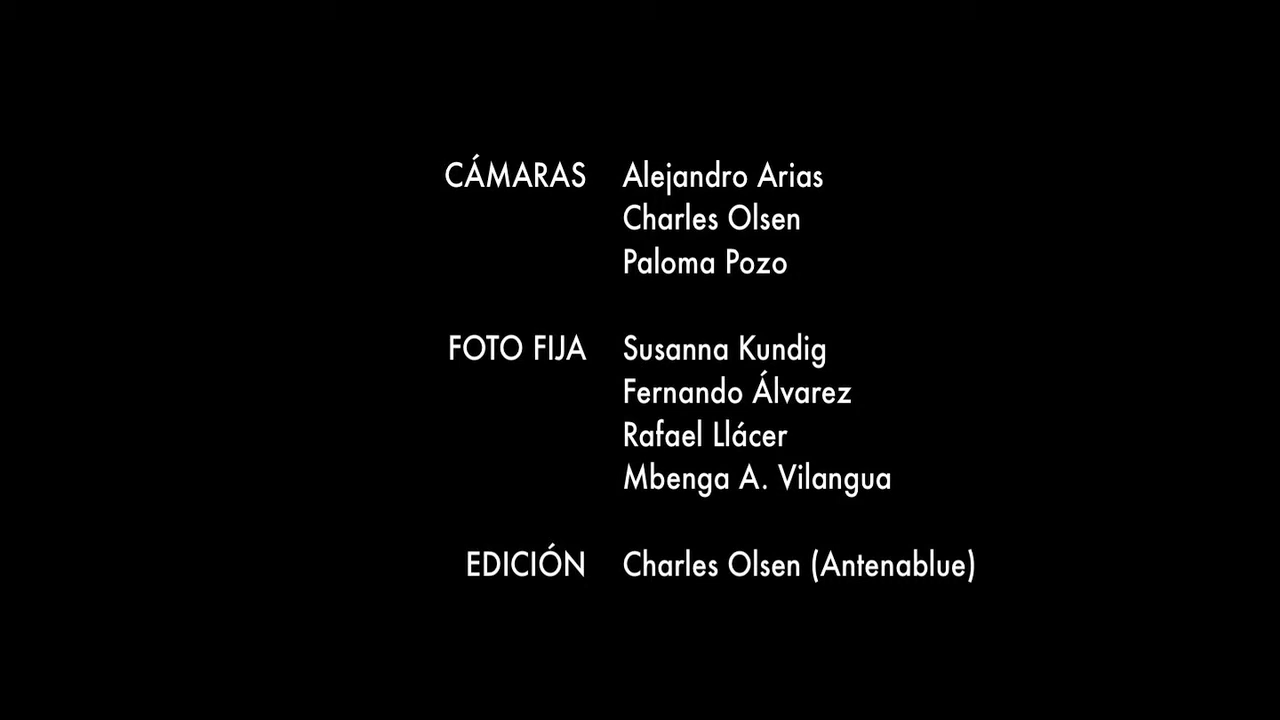 CÁMARAS Alejandro Arias
Charles Olsen
Paloma Pozo
FOTO FIJA Susanna Kundig
Fernando Álvarez
Rafael Llácer
Mbenga A. Vilangua
EDICIÓN Charles Olsen (Antenablue)